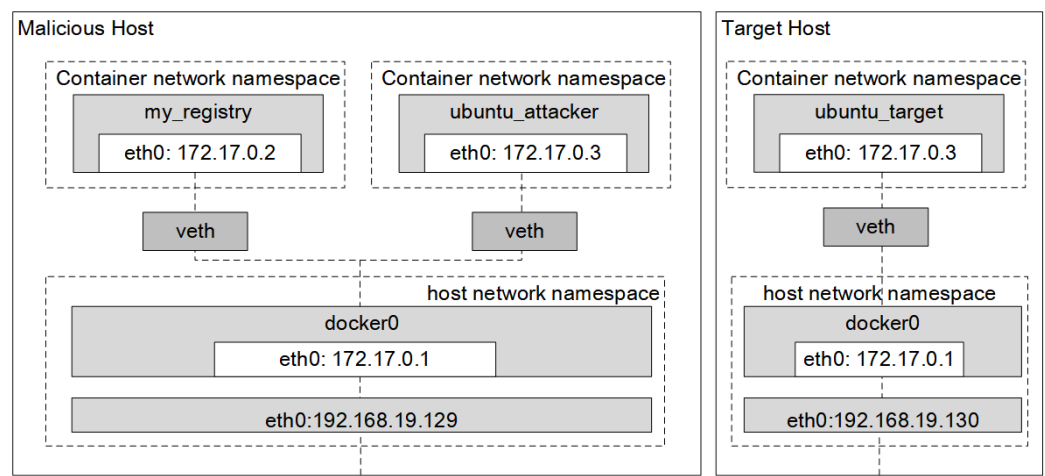 Malicious Host
Container network namespace
my_registry
eth0: 172.17.0.2
veth
Container network namespace
ubuntu_attacker
eth0: 172.17.0.3
veth
host network namespace
docker0
eth0: 172.17.0.1
eth0:192.168.19.129
Target Host
Container network namespace
ubuntu_target
eth0: 172.17.0.3
veth
host network namespace
docker0
eth0: 172.17.0.1
eth0:192.168.19.130